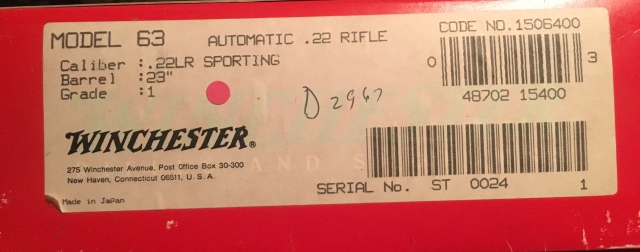 MODEL 63 AUTOMATIC .22 RIFLE
CODE NO. 1506400
Caliber :.22LR SPORTING
Barrel :23"
Grade :1
0 48702 15400 3
D 2967
WINCHESTER®
275 Winchester Avenue, Post Office Box 30-300
New Haven, Connecticut 06511, U. S. A.
AND S
SERIAL No. ST 0024 1
Made in Japan